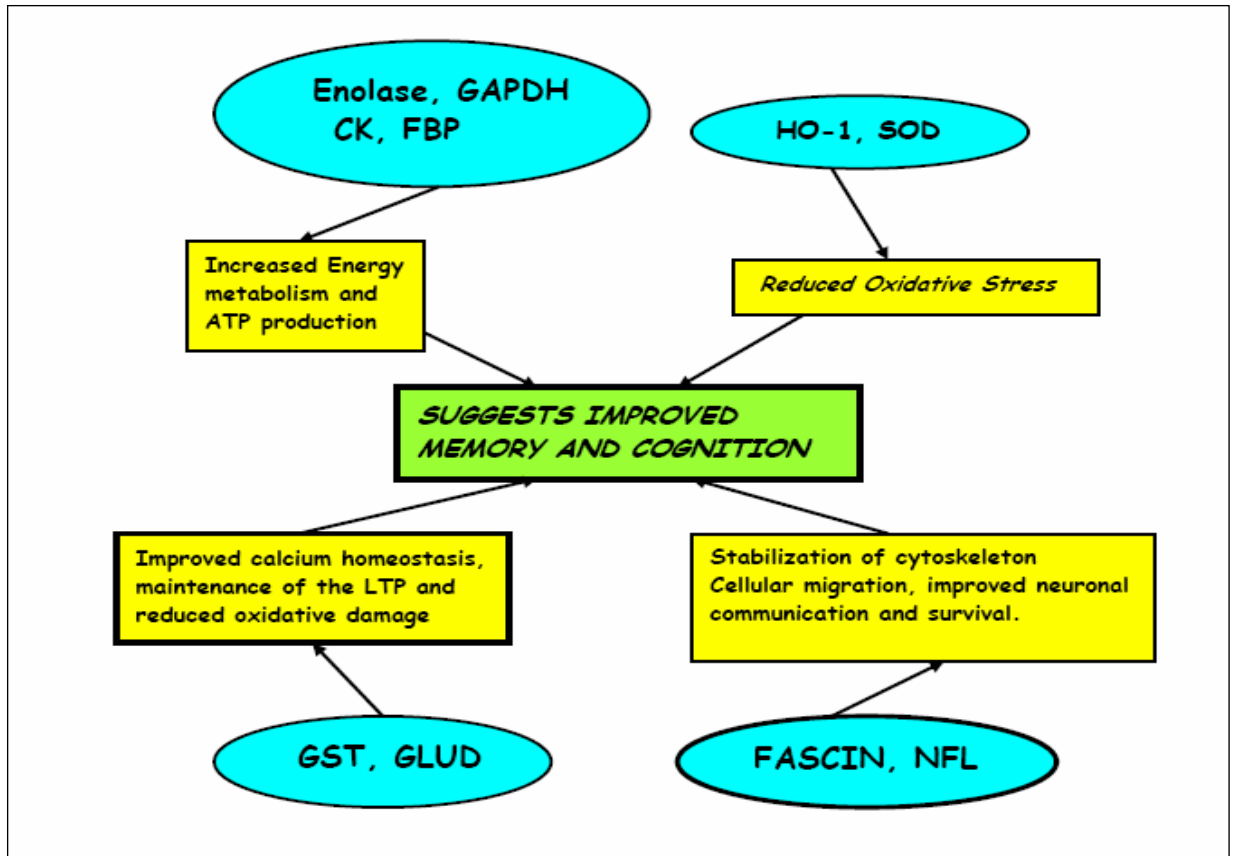 Enolase, GAPDH
CK, FBP
HO-1, SOD
Increased Energy
metabolism and
ATP production
Reduced Oxidative Stress
SUGGESTS IMPROVED
MEMORY AND COGNITION
Improved calcium homeostasis,
maintenance of the LTP and
reduced oxidative damage
Stabilization of cytoskeleton
Cellular migration, improved neuronal
communication and survival.
GST, GLUD
FASCIN, NFL